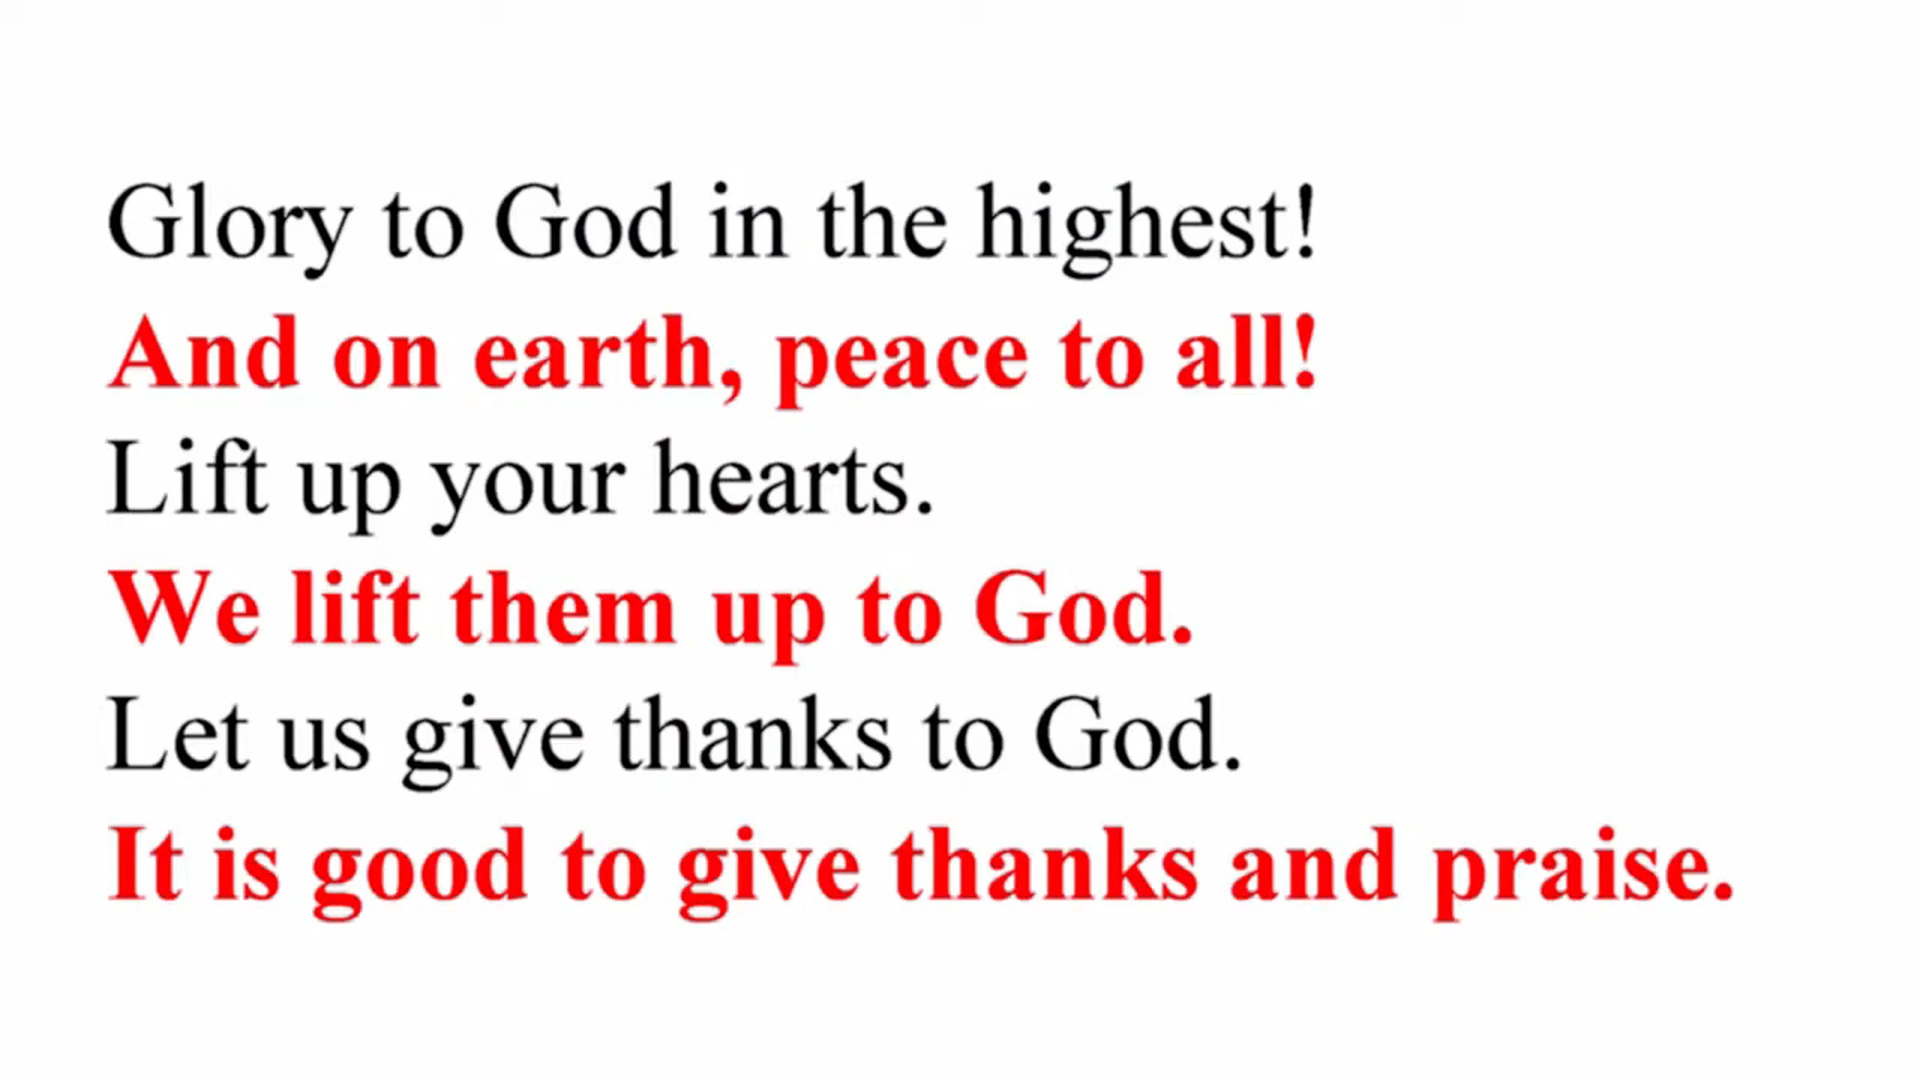 Glory to God in the highest!
And on earth, peace to all!
Lift up your hearts.
We lift them up to God.
Let us give thanks to God.
It is good to give thanks and praise.